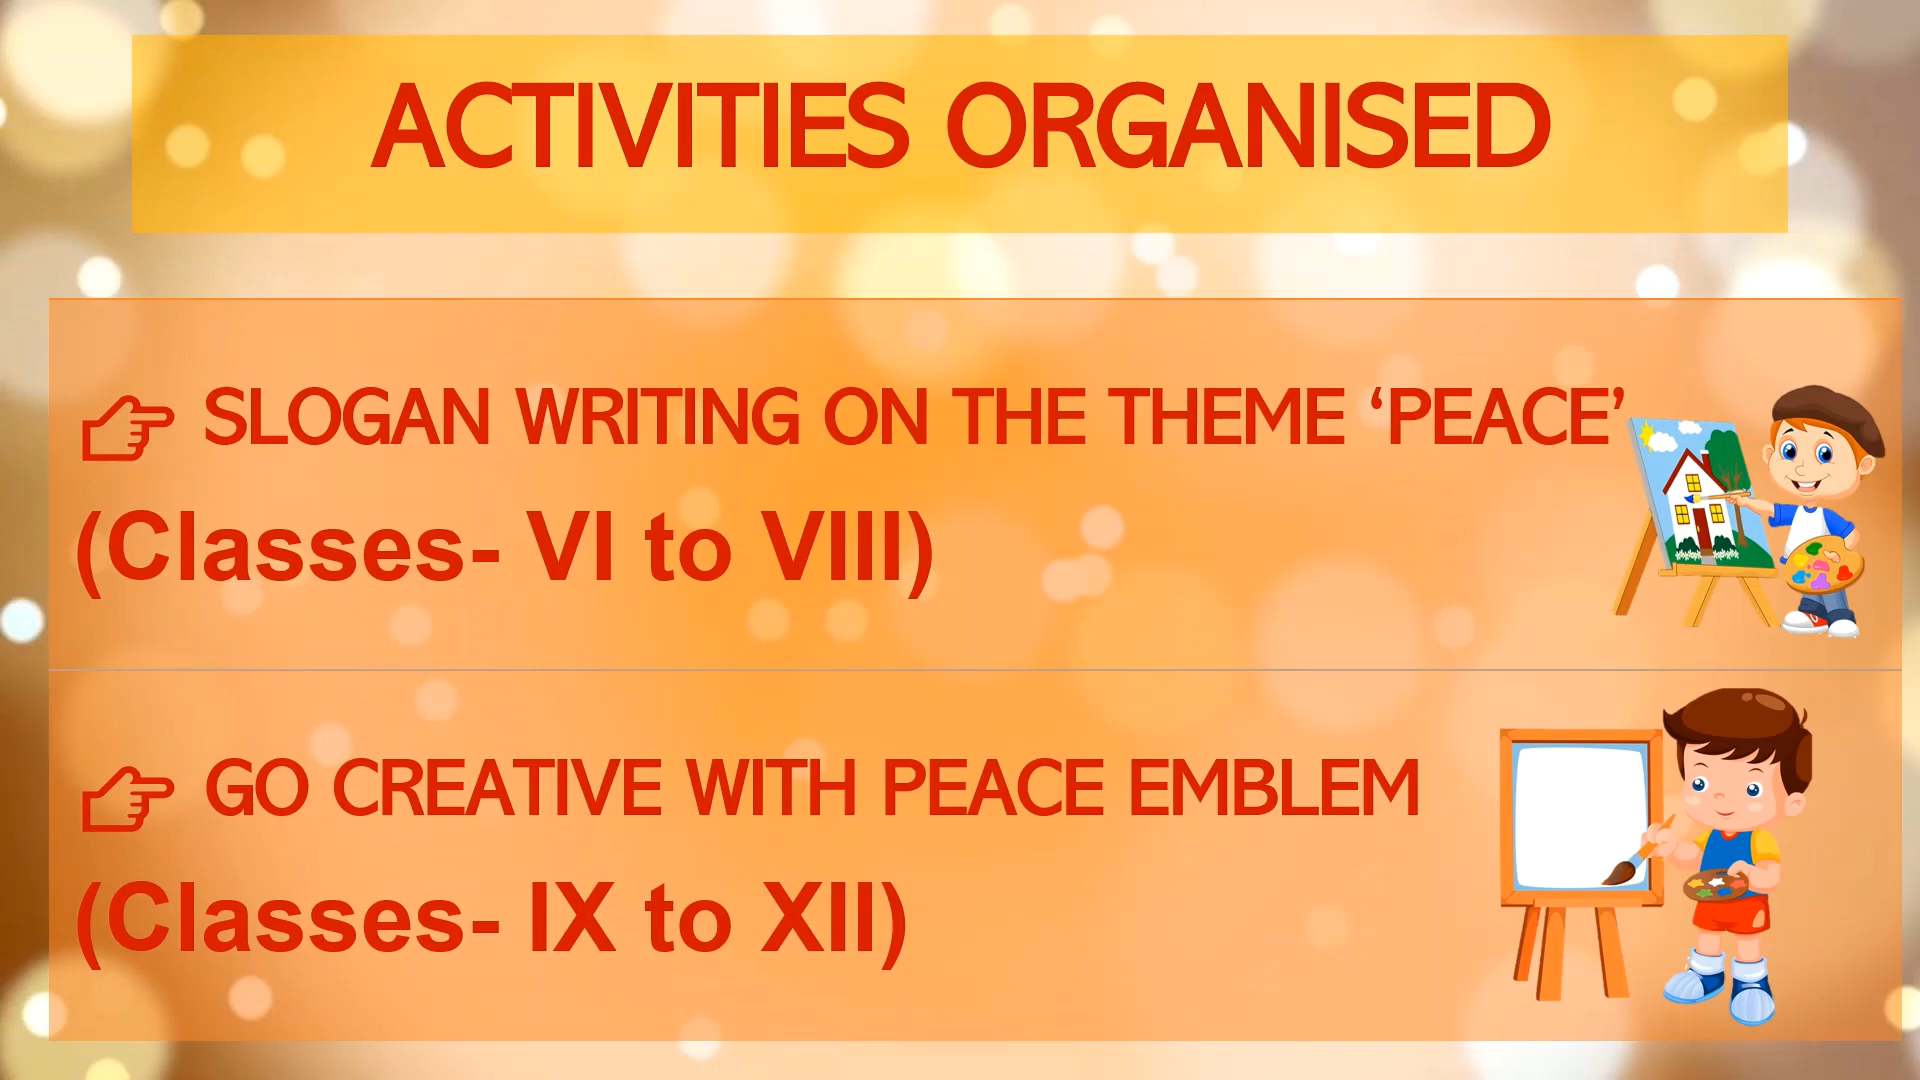 ACTIVITIES ORGANISED
SLOGAN WRITING ON THE THEME ‘PEACE’
(Classes- VI to VIII)
GO CREATIVE WITH PEACE EMBLEM
(Classes- IX to XII)